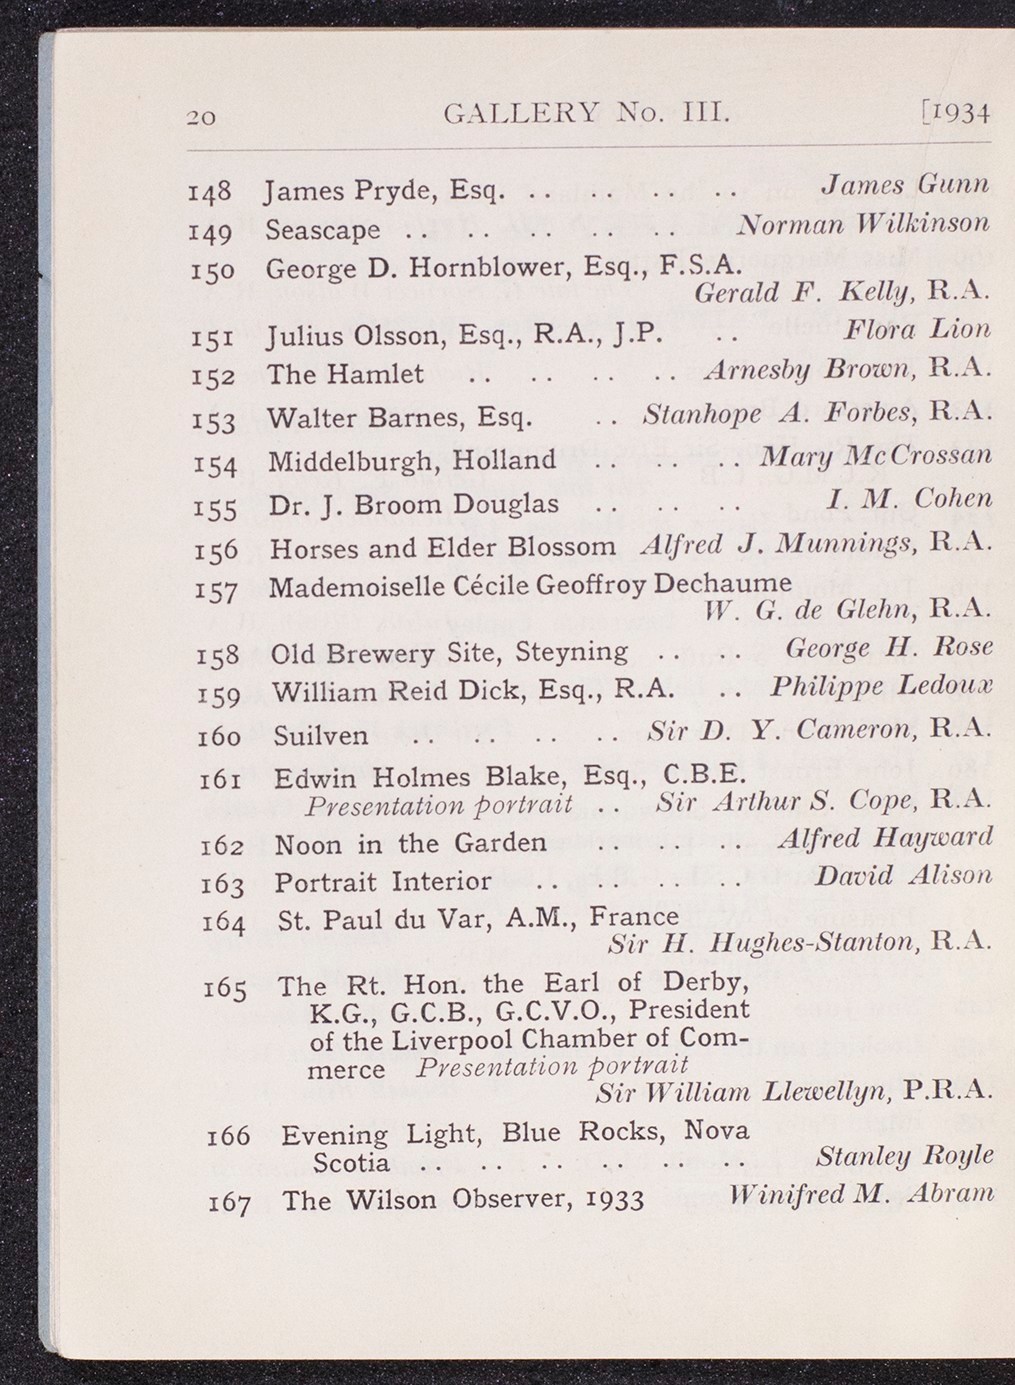 20 GALLERY No. III. [1934
148 James Pryde, Esq. .. .. .. .. James Gunn
149 Seascape .. .. .. .. .. Norman Wilkinson
150 George D. Hornblower, Esq., F.S.A.
Gerald F. Kelly, R.A.
151 Julius Olsson, Esq., R.A., J.P. .. Flora Lion
152 The Hamlet .. .. .. .. Arnesby Brown, R.A.
153 Walter Barnes, Esq. .. Stanhope A. Forbes, R.A.
154 Middelburgh, Holland .. .. .. Mary McCrossan
155 Dr. J. Broom Douglas .. .. .. I. M. Cohen
156 Horses and Elder Blossom Alfred J. Munnings, R.A.
157 Mademoiselle Cécile Geoffroy Dechaume
W. G. de Glehn, R.A.
158 Old Brewery Site, Steyning .. .. George H. Rose
159 William Reid Dick, Esq., R.A. .. Philippe Ledoux
160 Suilven .. .. .. .. Sir D. Y. Cameron, R.A.
161 Edwin Holmes Blake, Esq., C.B.E.
Presentation portrait .. Sir Arthur S. Cope, R.A.
162 Noon in the Garden .. .. .. Alfred Hayward
163 Portrait Interior .. .. .. .. David Alison
164 St. Paul du Var, A.M., France
Sir H. Hughes-Stanton, R.A.
165 The Rt. Hon. the Earl of Derby,
K.G., G.C.B., G.C.V.O., President
of the Liverpool Chamber of Com-
merce Presentation portrait
Sir William Llewellyn, P.R.A.
166 Evening Light, Blue Rocks, Nova
Scotia .. .. .. .. .. .. Stanley Royle
167 The Wilson Observer, 1933 Winifred M. Abram